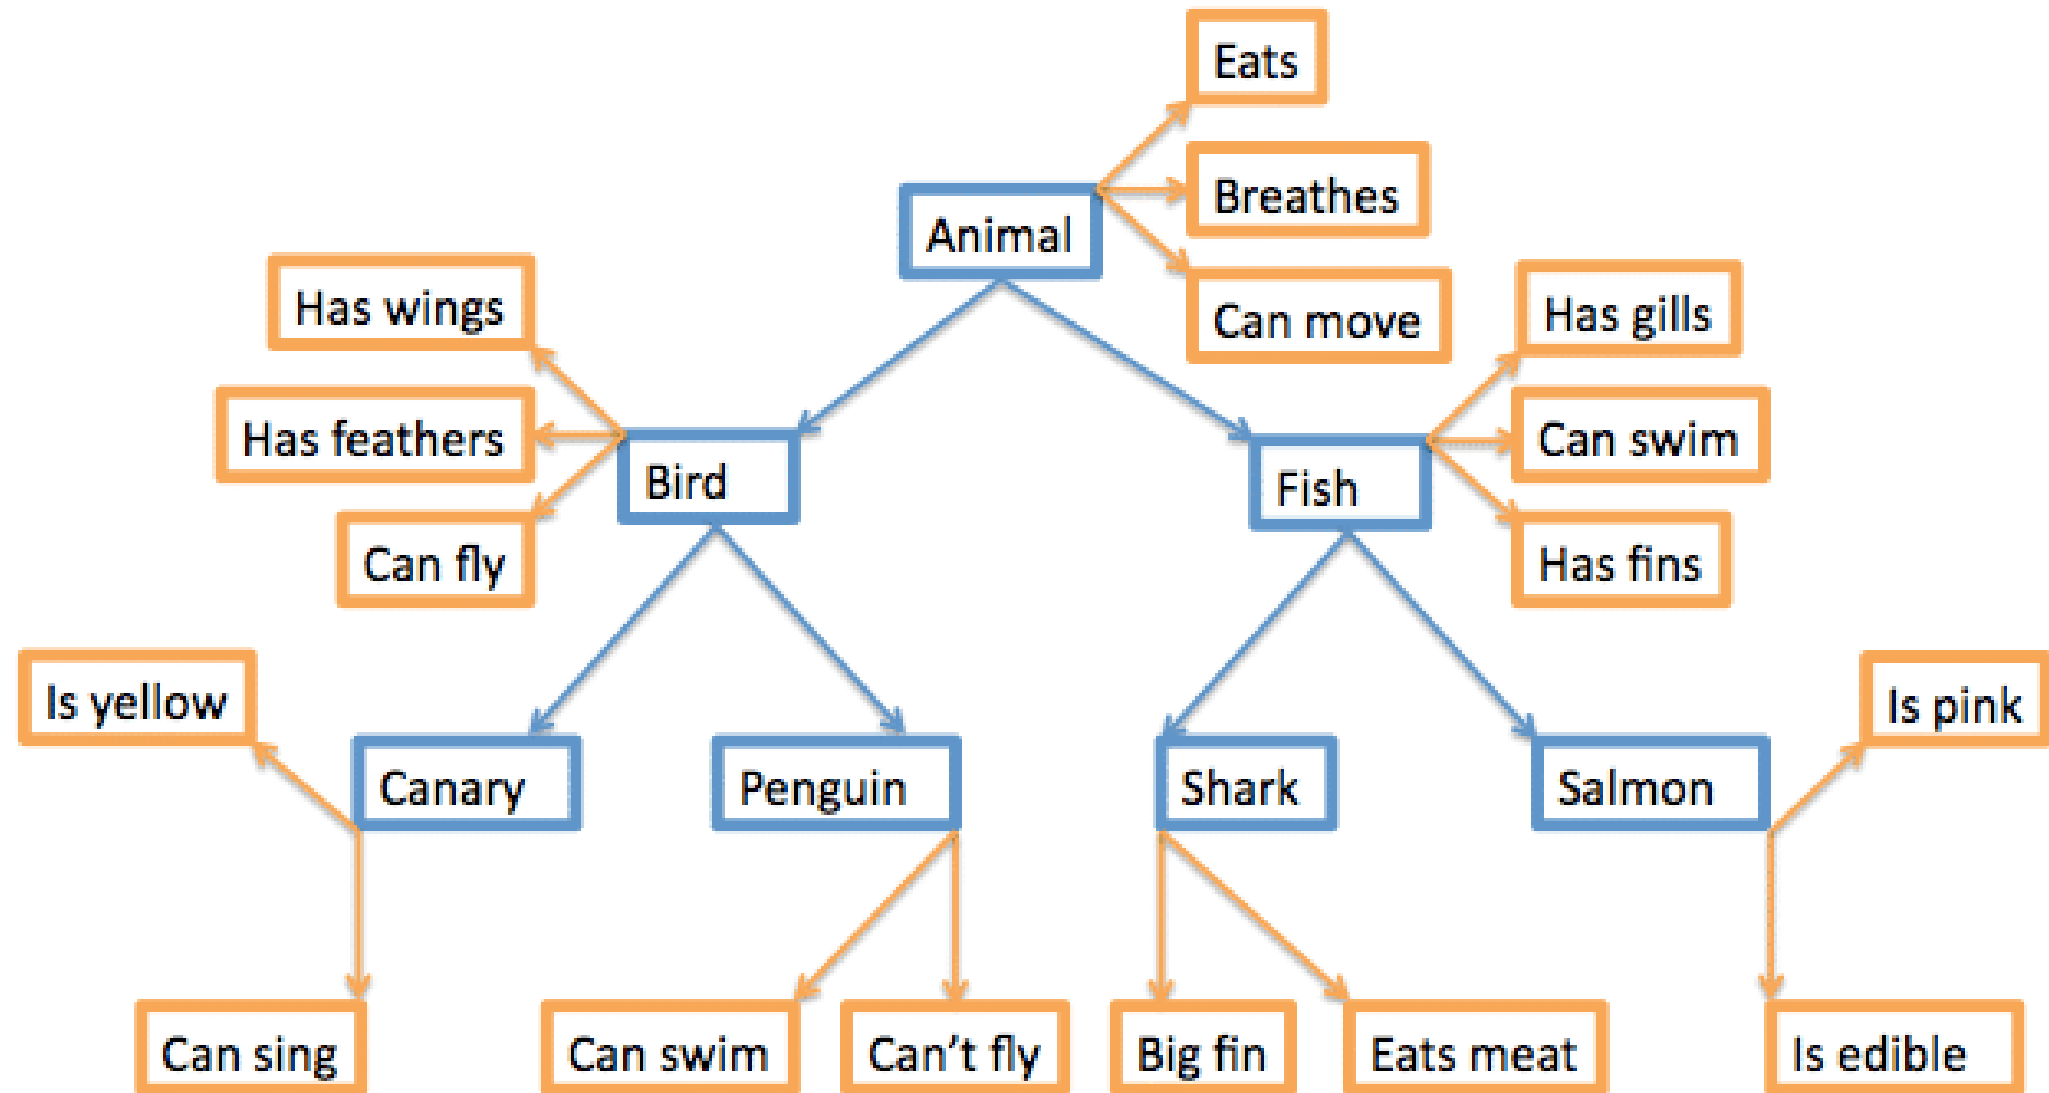 Eats
Breathes
Animal
Can move
Has wings
Has gills
Has feathers
Can swim
Bird
Fish
Can fly
Has fins
Is yellow
Is pink
Canary
Penguin
Shark
Salmon
Can sing
Can swim
Can't fly
Big fin
Eats meat
Is edible